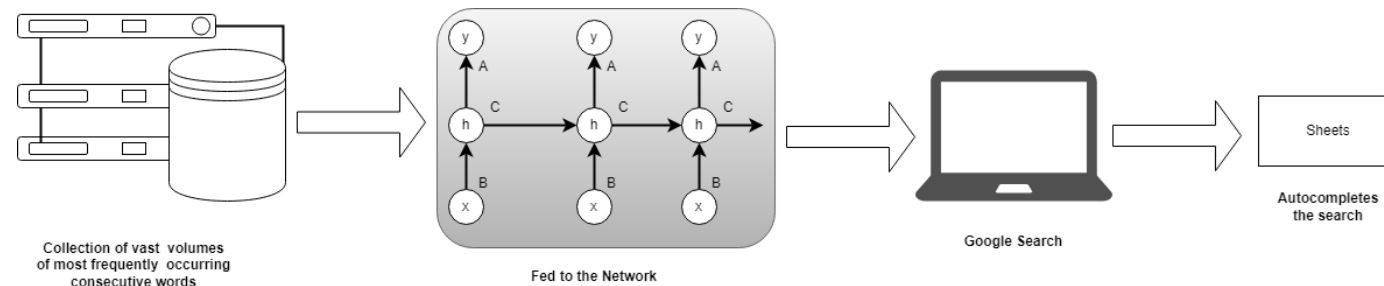 y y y
A A A
C C C
h h h
B B B
x x x
Sheets
Collection of vast volumes
of most frequently occurring
consecutive words
Fed to the Network
Google Search
Autocompletes
the search